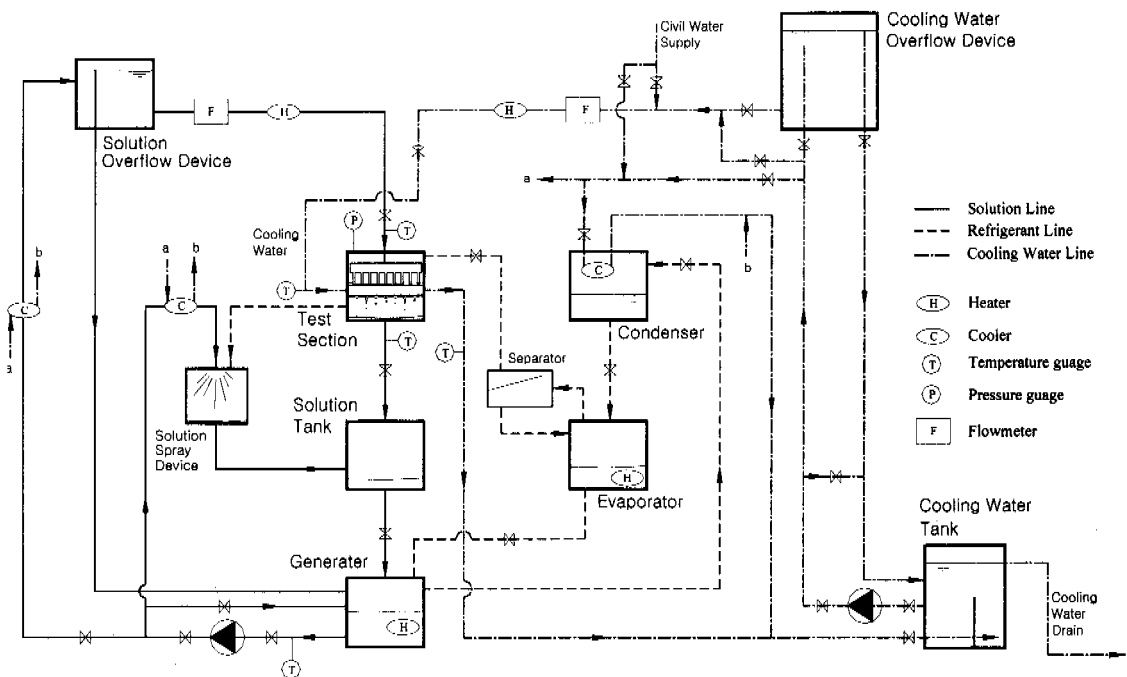 Civil Water
Supply
Cooling Water
Overflow Device
F
H
Solution
Overflow Device
H
F
P
T
a
Cooling
Water
a
b
b
C
T
C
a
Test
Section
T
T
C
b
Condenser
Solution Line
Refrigerant Line
Cooling Water Line
H
Heater
C
Cooler
T
Temperature guage
P
Pressure guage
F
Flowmeter
Separator
Solution
Tank
Solution
Spray
Device
H
Evaporator
Cooling Water
Tank
Generater
H
T
Cooling
Water
Drain